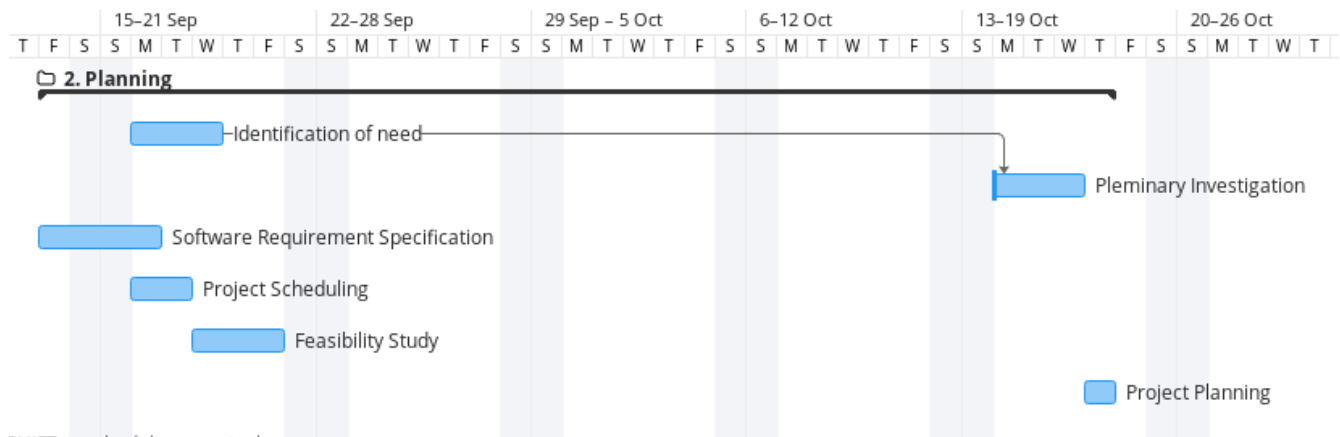 15–21 Sep 22–28 Sep 29 Sep – 5 Oct 6–12 Oct 13–19 Oct 20–26 Oct
T F S S M T W T F S S M T W T F S S M T W T F S S M T W T F S S M T W T F S S M T W T
2. Planning
Identification of need
Pleminary Investigation
Software Requirement Specification
Project Scheduling
Feasibility Study
Project Planning